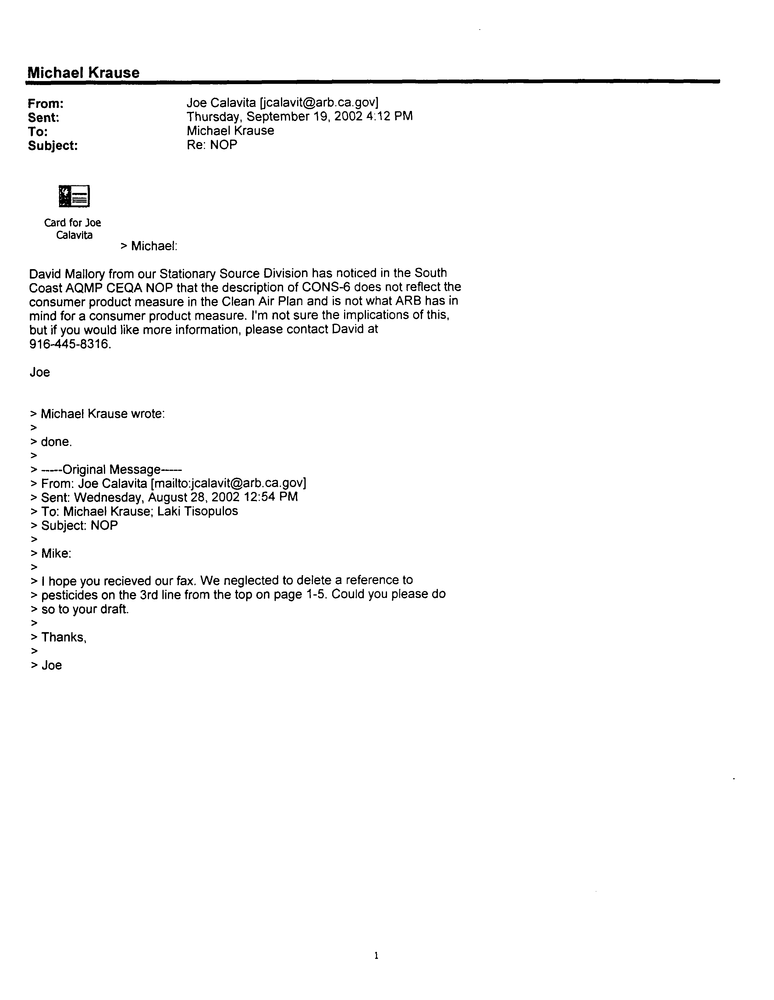 Michael Krause
From: Joe Calavita [jcalavit@arb.ca.gov]
Sent: Thursday, September 19, 2002 4:12 PM
To: Michael Krause
Subject: Re: NOP
Card for Joe
Calavita
> Michael:
David Mallory from our Stationary Source Division has noticed in the South
Coast AQMP CEQA NOP that the description of CONS-6 does not reflect the
consumer product measure in the Clean Air Plan and is not what ARB has in
mind for a consumer product measure. I'm not sure the implications of this,
but if you would like more information, please contact David at
916-445-8316.
Joe
> Michael Krause wrote:
>
> done.
>
> -----Original Message-----
> From: Joe Calavita [mailto:jcalavit@arb.ca.gov]
> Sent: Wednesday, August 28, 2002 12:54 PM
> To: Michael Krause; Laki Tisopulos
> Subject: NOP
>
> Mike:
>
> I hope you recieved our fax. We neglected to delete a reference to
> pesticides on the 3rd line from the top on page 1-5. Could you please do
> so to your draft.
>
> Thanks,
>
> Joe
1